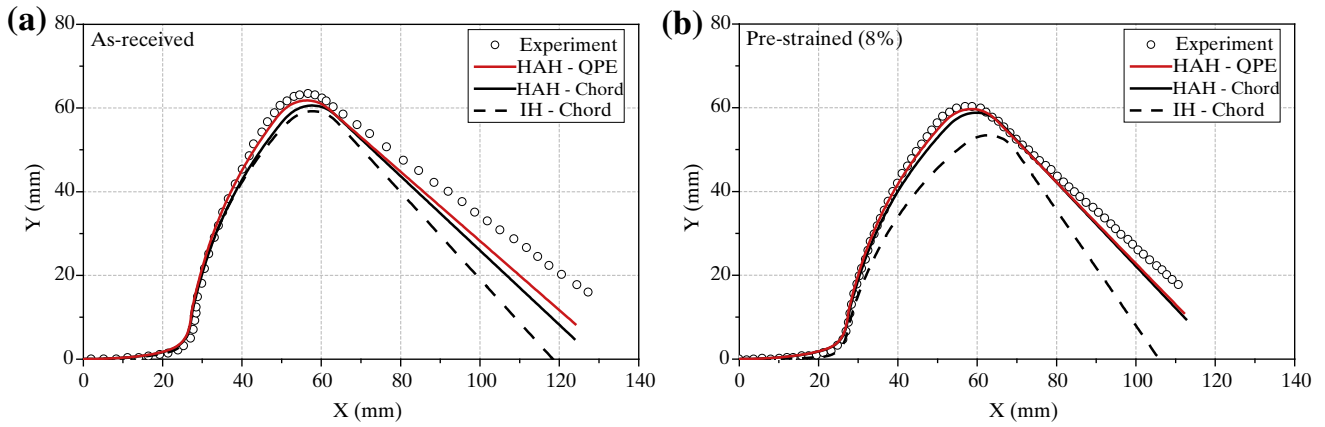 (a)
As-received
Experiment
HAH - QPE
HAH - Chord
IH - Chord
80
60
40
20
0
Y (mm)
0 20 40 60 80 100 120 140
X (mm)
(b)
Pre-strained (8%)
Experiment
HAH - QPE
HAH - Chord
IH - Chord
80
60
40
20
0
Y (mm)
0 20 40 60 80 100 120 140
X (mm)